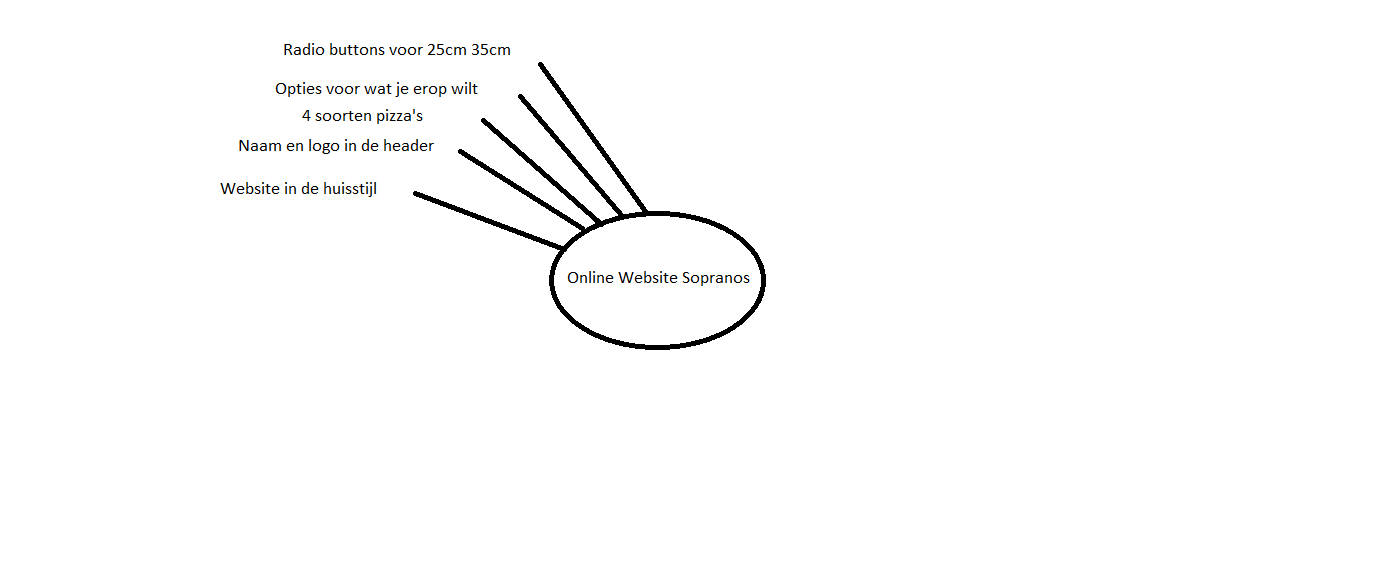 Radio buttons voor 25cm 35cm
Opties voor wat je erop wilt
4 soorten pizza's
Naam en logo in de header
Website in de huisstijl
Online Website Sopranos